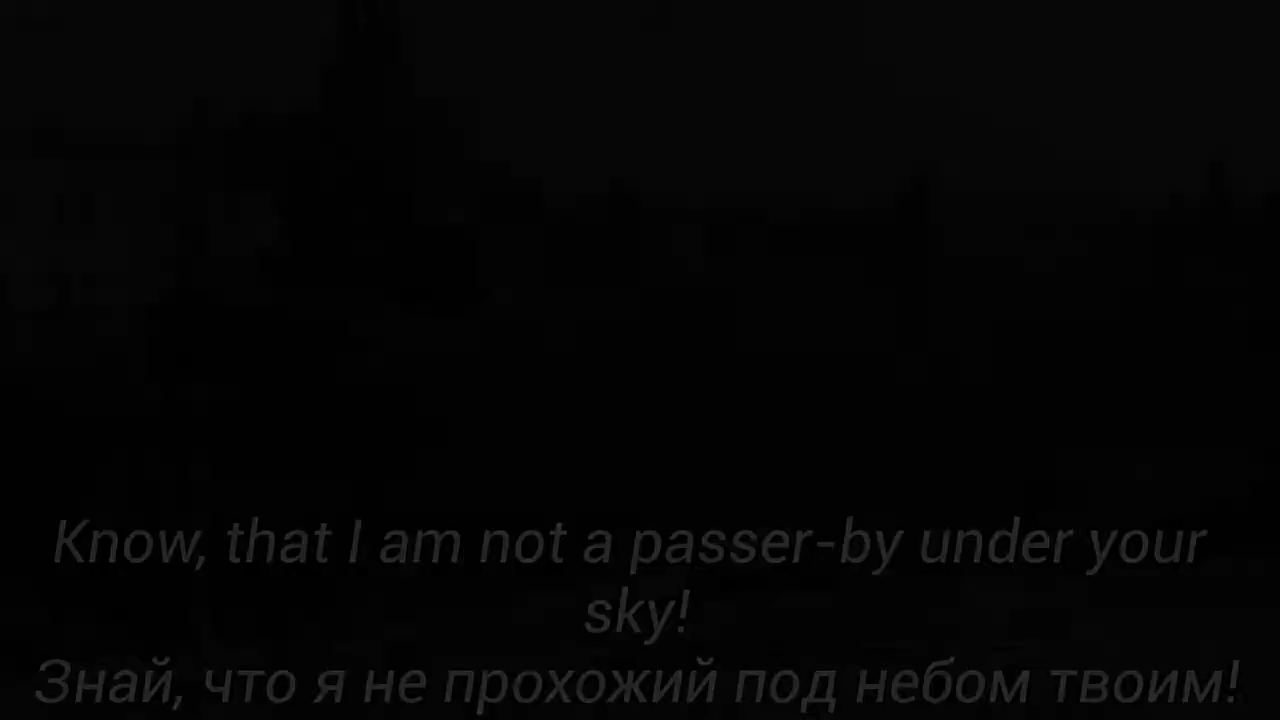 Know, that I am not a passer-by under your
sky!
Знай, что я не прохожий под небом твоим!